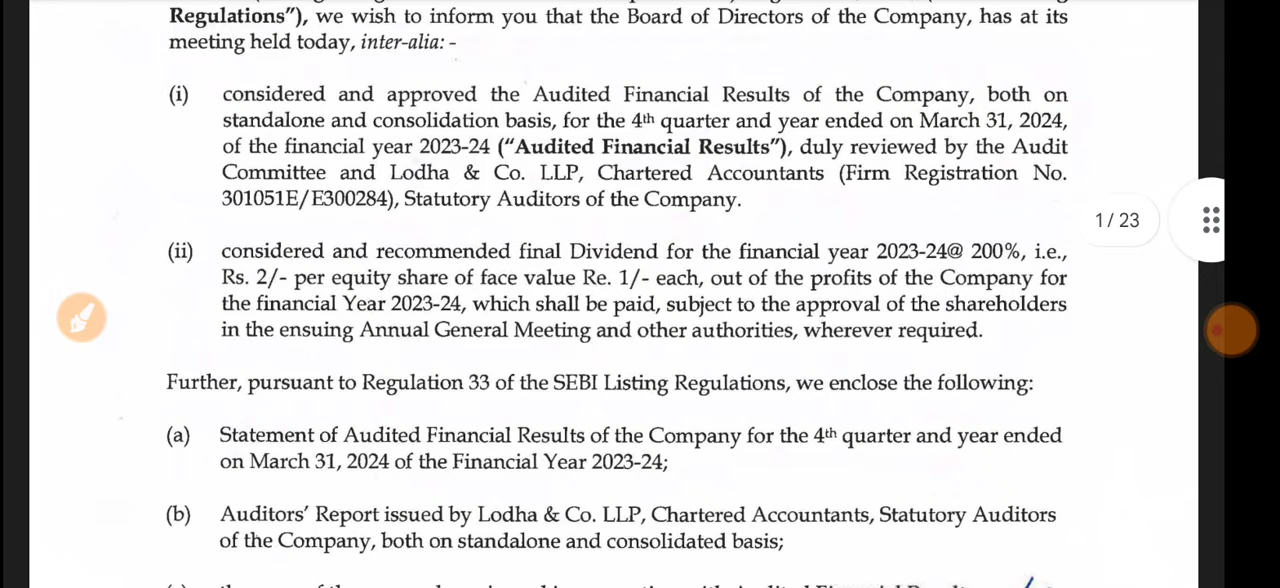 Regulations”), we wish to inform you that the Board of Directors of the Company, has at its
meeting held today, inter-alia: -
(i) considered and approved the Audited Financial Results of the Company, both on
standalone and consolidation basis, for the 4th quarter and year ended on March 31, 2024,
of the financial year 2023-24 (“Audited Financial Results”), duly reviewed by the Audit
Committee and Lodha & Co. LLP, Chartered Accountants (Firm Registration No.
301051E/E300284), Statutory Auditors of the Company.
1 / 23
(ii) considered and recommended final Dividend for the financial year 2023-24@ 200%, i.e.,
Rs. 2/- per equity share of face value Re. 1/- each, out of the profits of the Company for
the financial Year 2023-24, which shall be paid, subject to the approval of the shareholders
in the ensuing Annual General Meeting and other authorities, wherever required.
Further, pursuant to Regulation 33 of the SEBI Listing Regulations, we enclose the following:
(a) Statement of Audited Financial Results of the Company for the 4th quarter and year ended
on March 31, 2024 of the Financial Year 2023-24;
(b) Auditors’ Report issued by Lodha & Co. LLP, Chartered Accountants, Statutory Auditors
of the Company, both on standalone and consolidated basis;